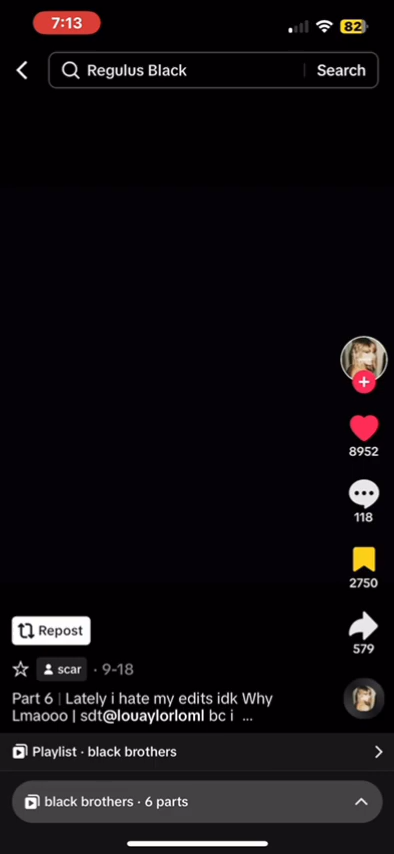 7:13
82
Regulus Black
Search
8952
118
2750
579
Repost
scar · 9-18
Part 6 | Lately i hate my edits idk Why
Lmaooo | sdt@louaylorloml bc i ...
Playlist · black brothers
black brothers · 6 parts